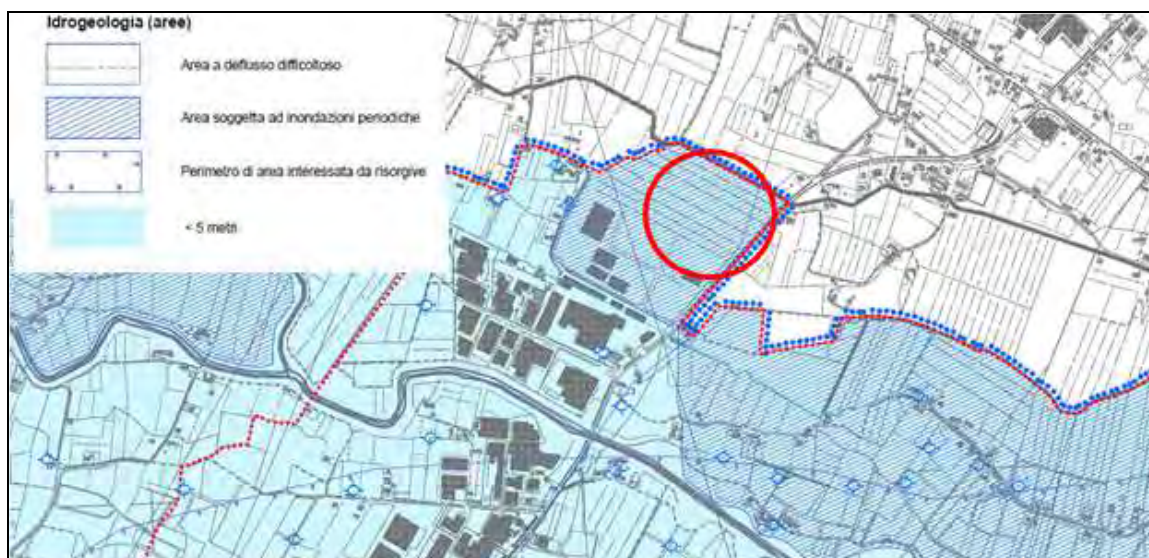 Idrogeologia (aree)
Area a deflusso difficoltoso
Area soggetta ad inondazioni periodiche
Perimetro di area interessata da risorgive
< 5 metri